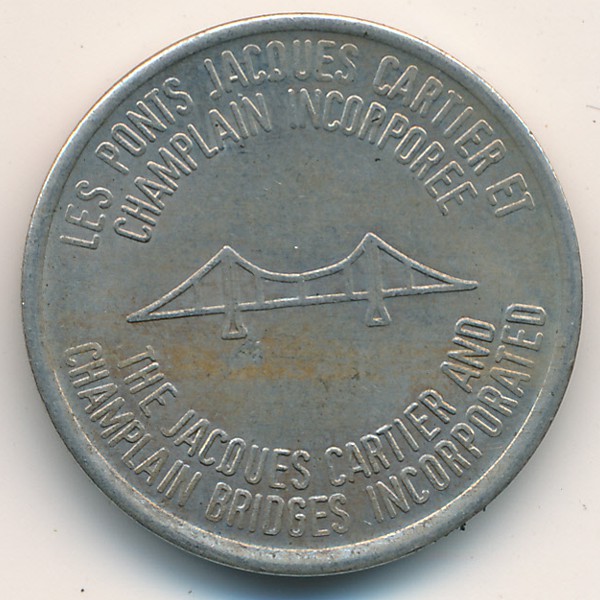 LES PONTS JACQUES CARTIER ET
CHAMPLAIN INCORPOREE
THE JACQUES CARTIER AND
CHAMPLAIN BRIDGES INCORPORATED